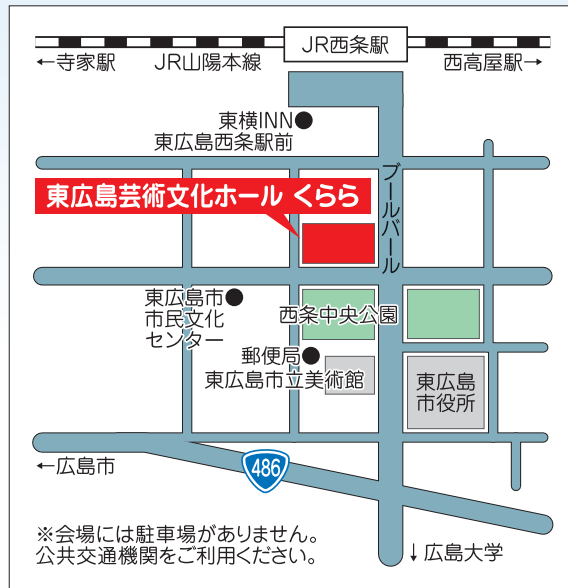 JR西条駅
←寺家駅
JR山陽本線
西高屋駅→
東横INN
東広島西条駅前
ブールバール
東広島芸術文化ホール くらら
東広島市
市民文化
センター
西条中央公園
郵便局
東広島市立美術館
東広島
市役所
←広島市
486
※会場には駐車場がありません。
公共交通機関をご利用ください。
↓広島大学